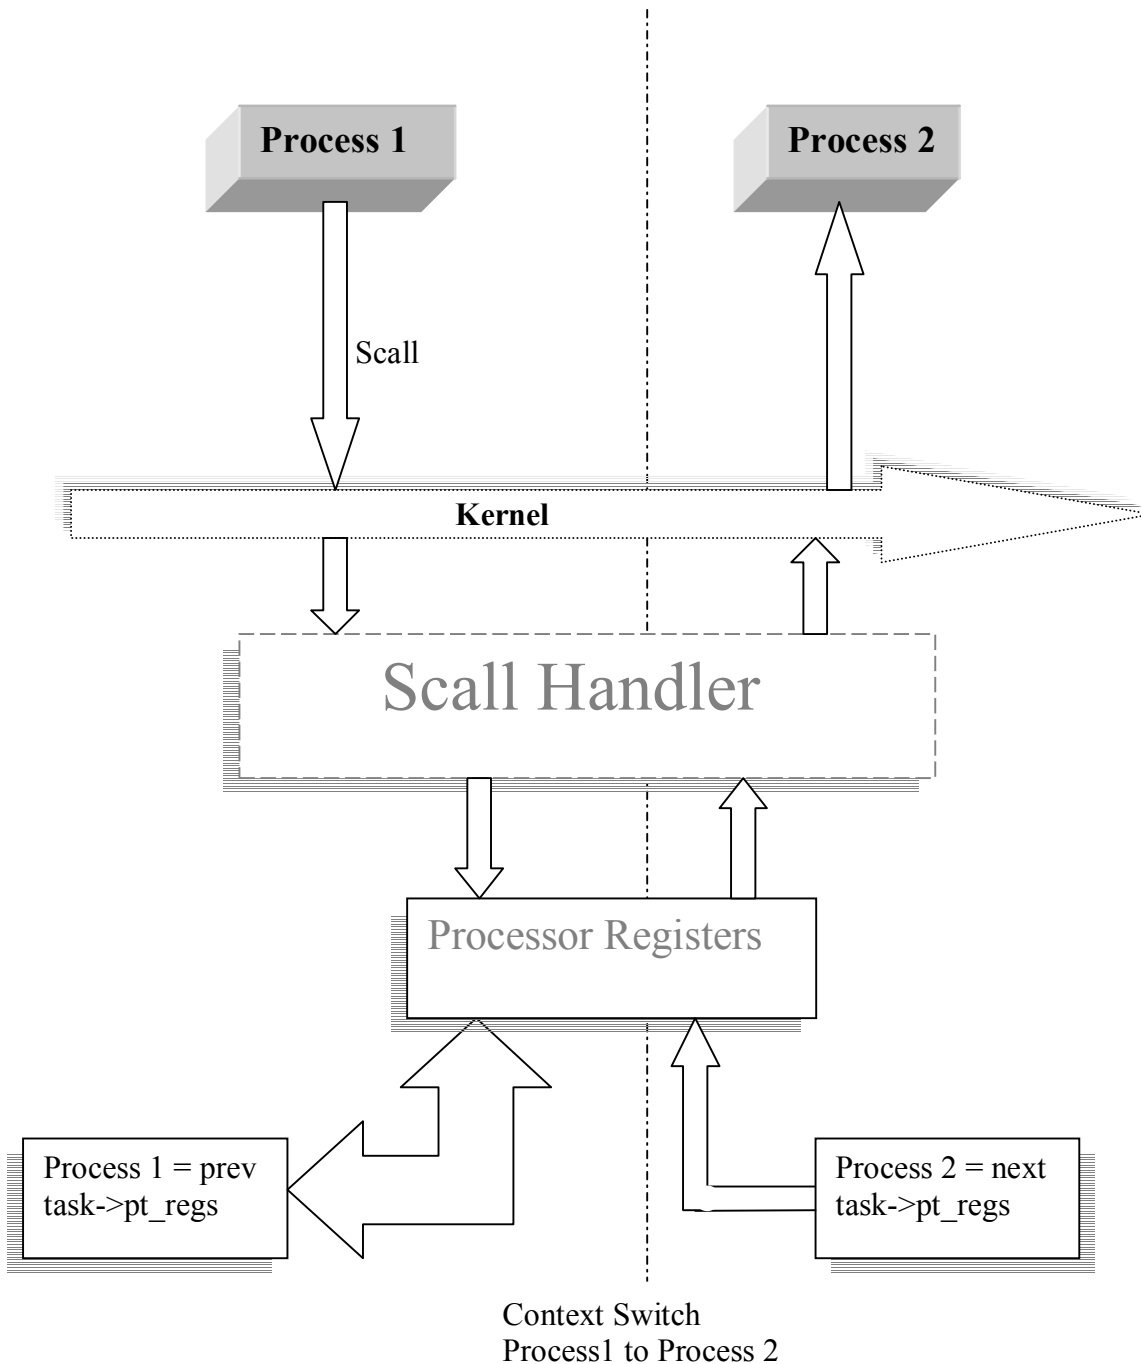 Process 1
Process 2
Scall
Kernel
Scall Handler
Processor Registers
Process 1 = prev
task->pt_regs
Process 2 = next
task->pt_regs
Context Switch
Process1 to Process 2